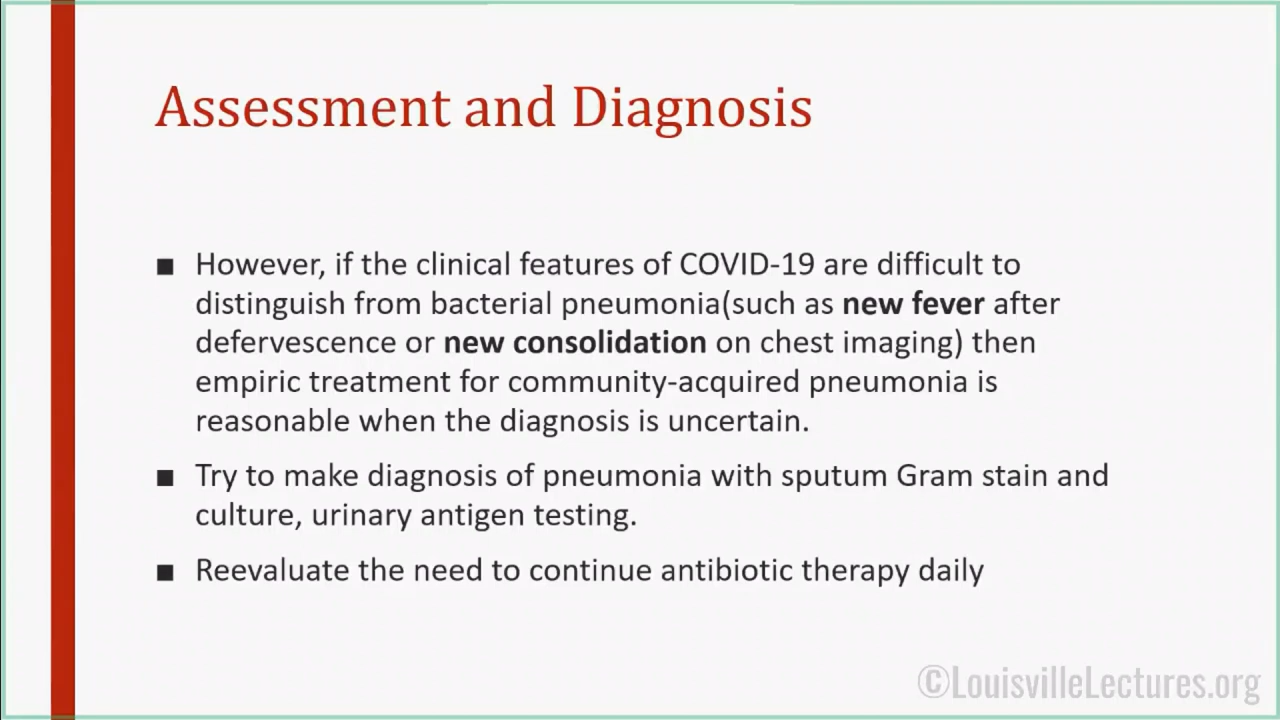 Assessment and Diagnosis
■ However, if the clinical features of COVID-19 are difficult to
distinguish from bacterial pneumonia(such as new fever after
defervescence or new consolidation on chest imaging) then
empiric treatment for community-acquired pneumonia is
reasonable when the diagnosis is uncertain.
■ Try to make diagnosis of pneumonia with sputum Gram stain and
culture, urinary antigen testing.
■ Reevaluate the need to continue antibiotic therapy daily
©LouisvilleLectures.org